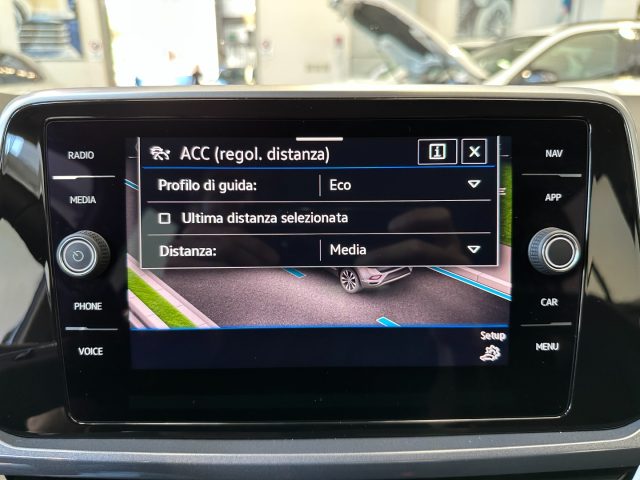 RADIO
MEDIA
PHONE
VOICE
ACC (regol. distanza)
Profilo di guida: Eco
Ultima distanza selezionata
Distanza: Media
Setup
NAV
APP
CAR
MENU